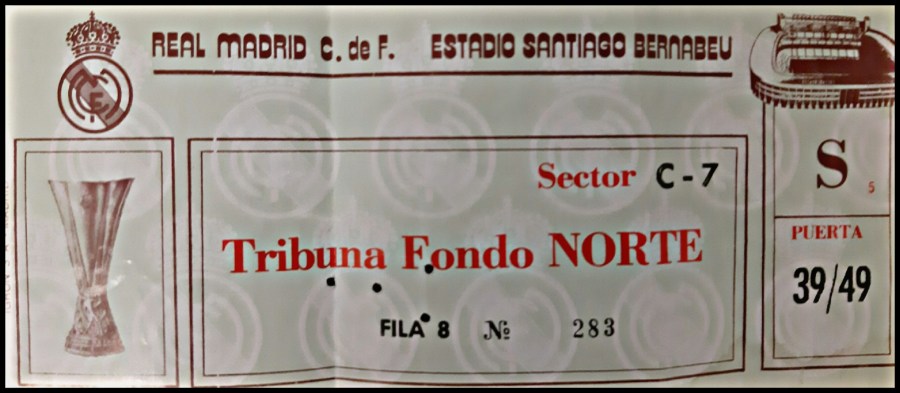 REAL MADRID C. de F. ESTADIO SANTIAGO BERNABEU
Sector C - 7
Tribuna Fondo NORTE
FILA 8 Nº 283
S 5
PUERTA
39/49